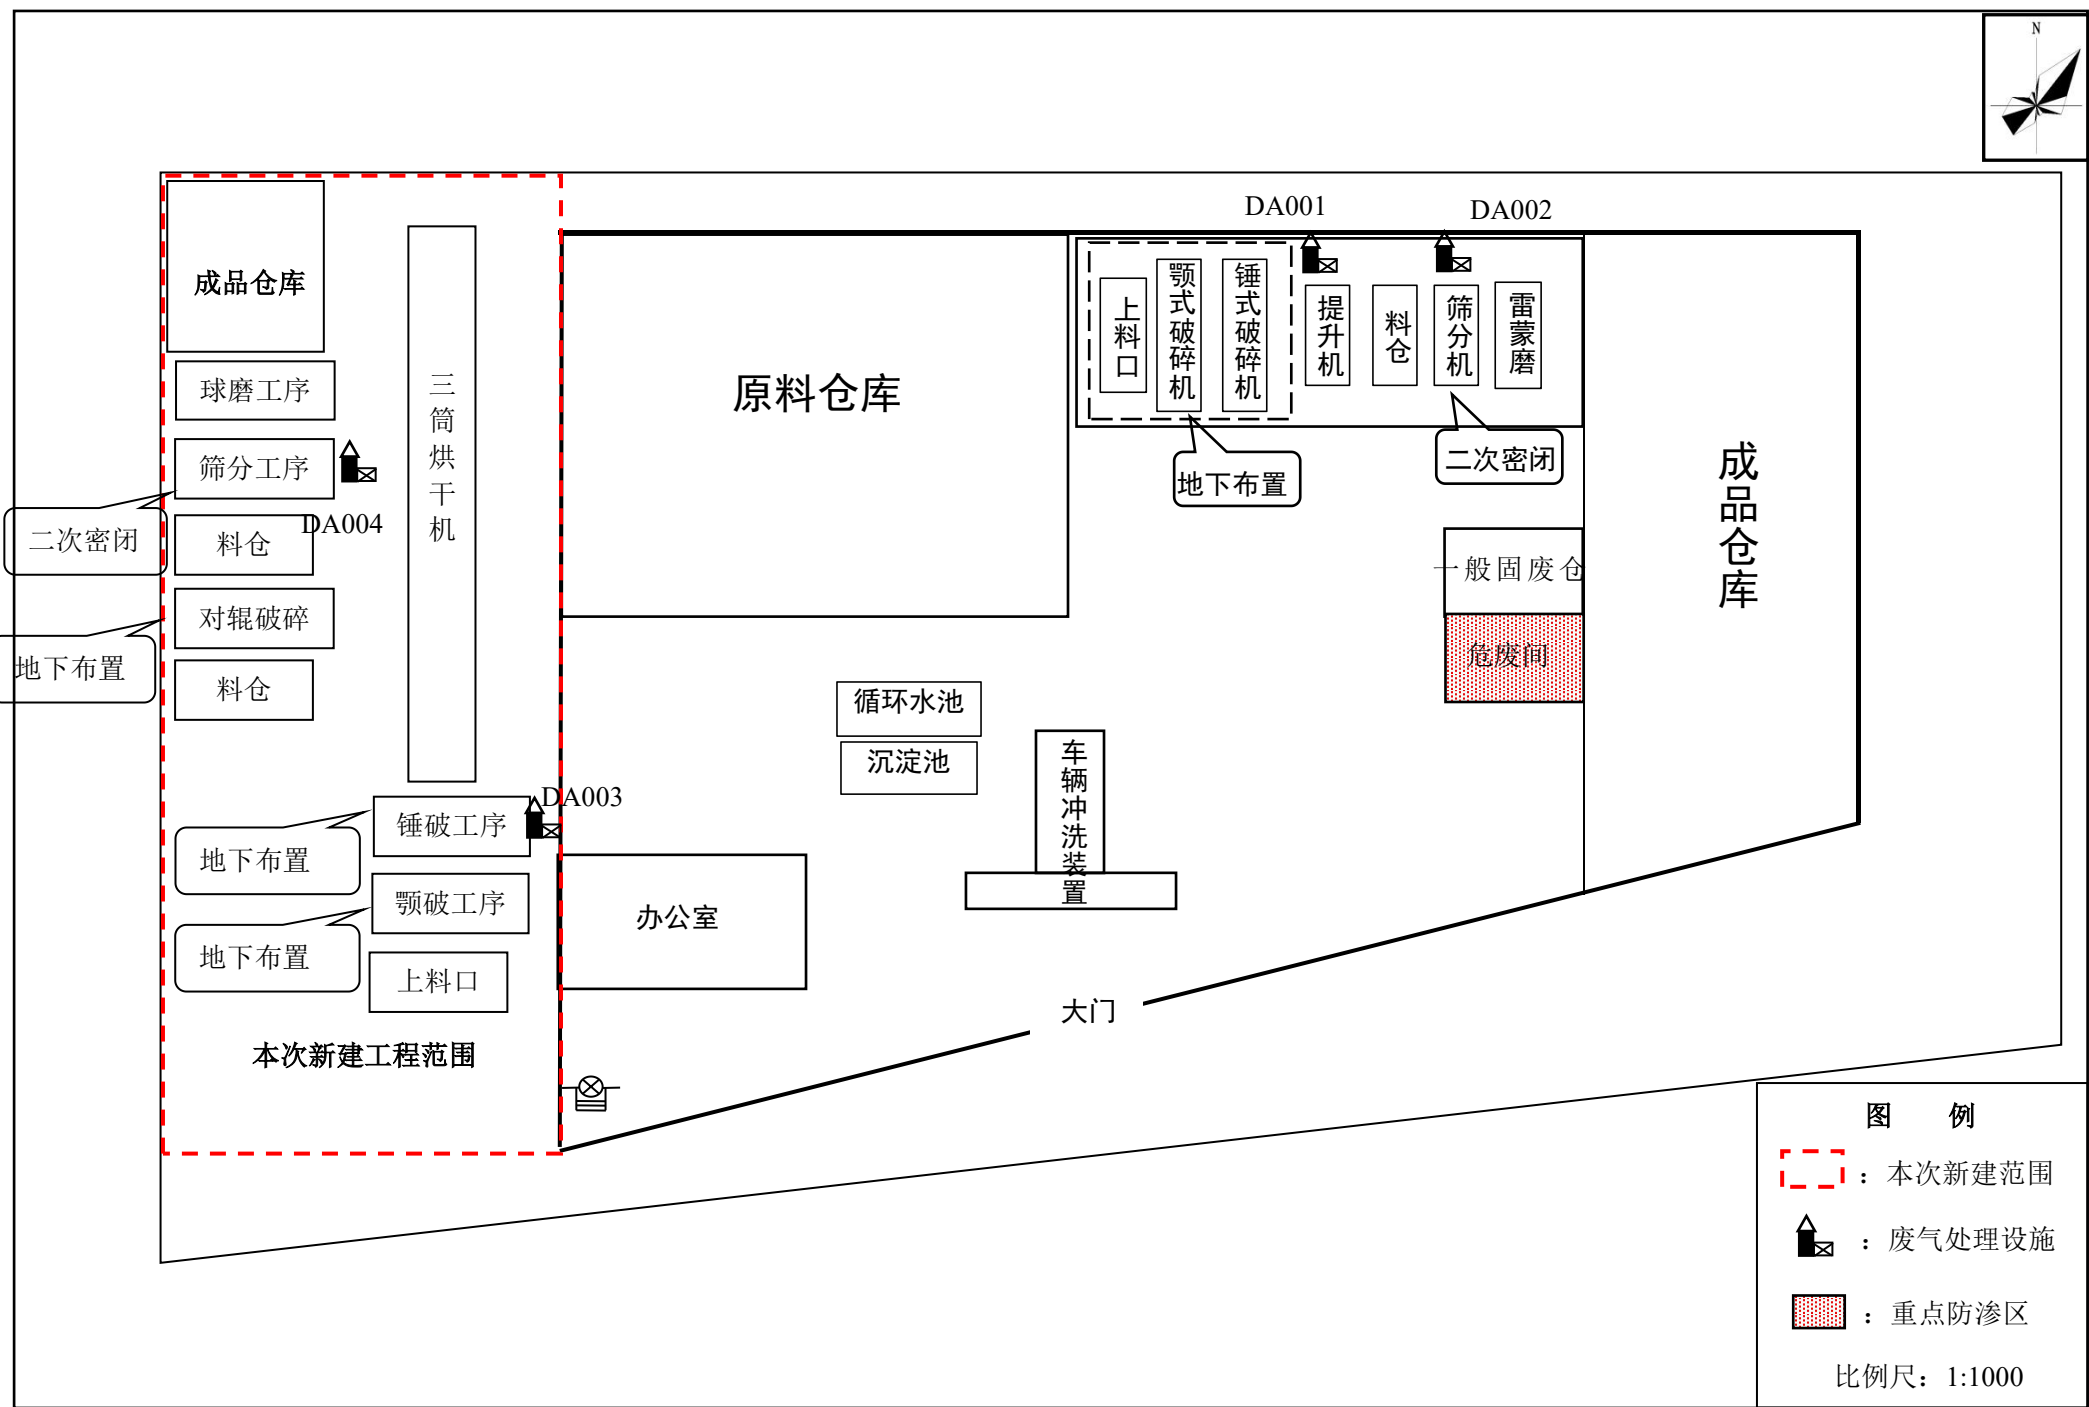 N
DA001
DA002
成品仓库
球磨工序
筛分工序
DA004
二次密闭
料仓
对辊破碎
地下布置
料仓
三筒烘干机
DA003
锤破工序
地下布置
颚破工序
地下布置
上料口
本次新建工程范围
原料仓库
上料口
颚式破碎机
锤式破碎机
提升机
料仓
筛分机
雷蒙磨
地下布置
二次密闭
一般固废仓
危废间
成品仓库
循环水池
沉淀池
车辆冲洗装置
办公室
大门
图 例
：本次新建范围
：废气处理设施
：重点防渗区
比例尺：1:1000